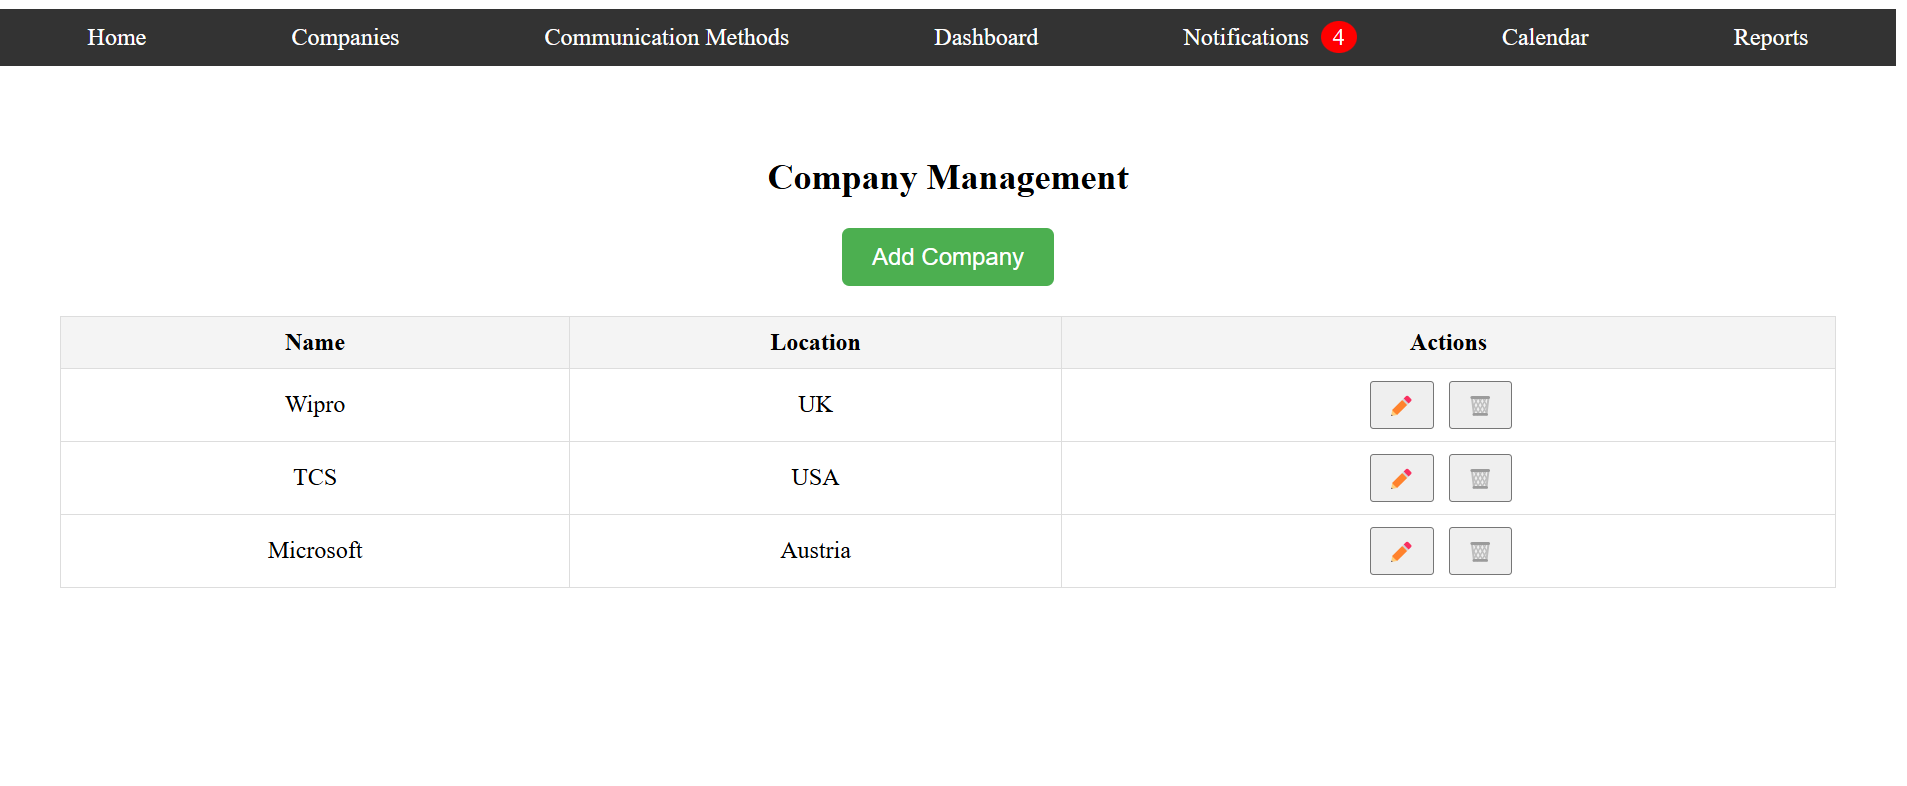 Home Companies Communication Methods Dashboard Notifications 4 Calendar Reports
Company Management
Add Company
Name Location Actions
Wipro UK
TCS USA
Microsoft Austria